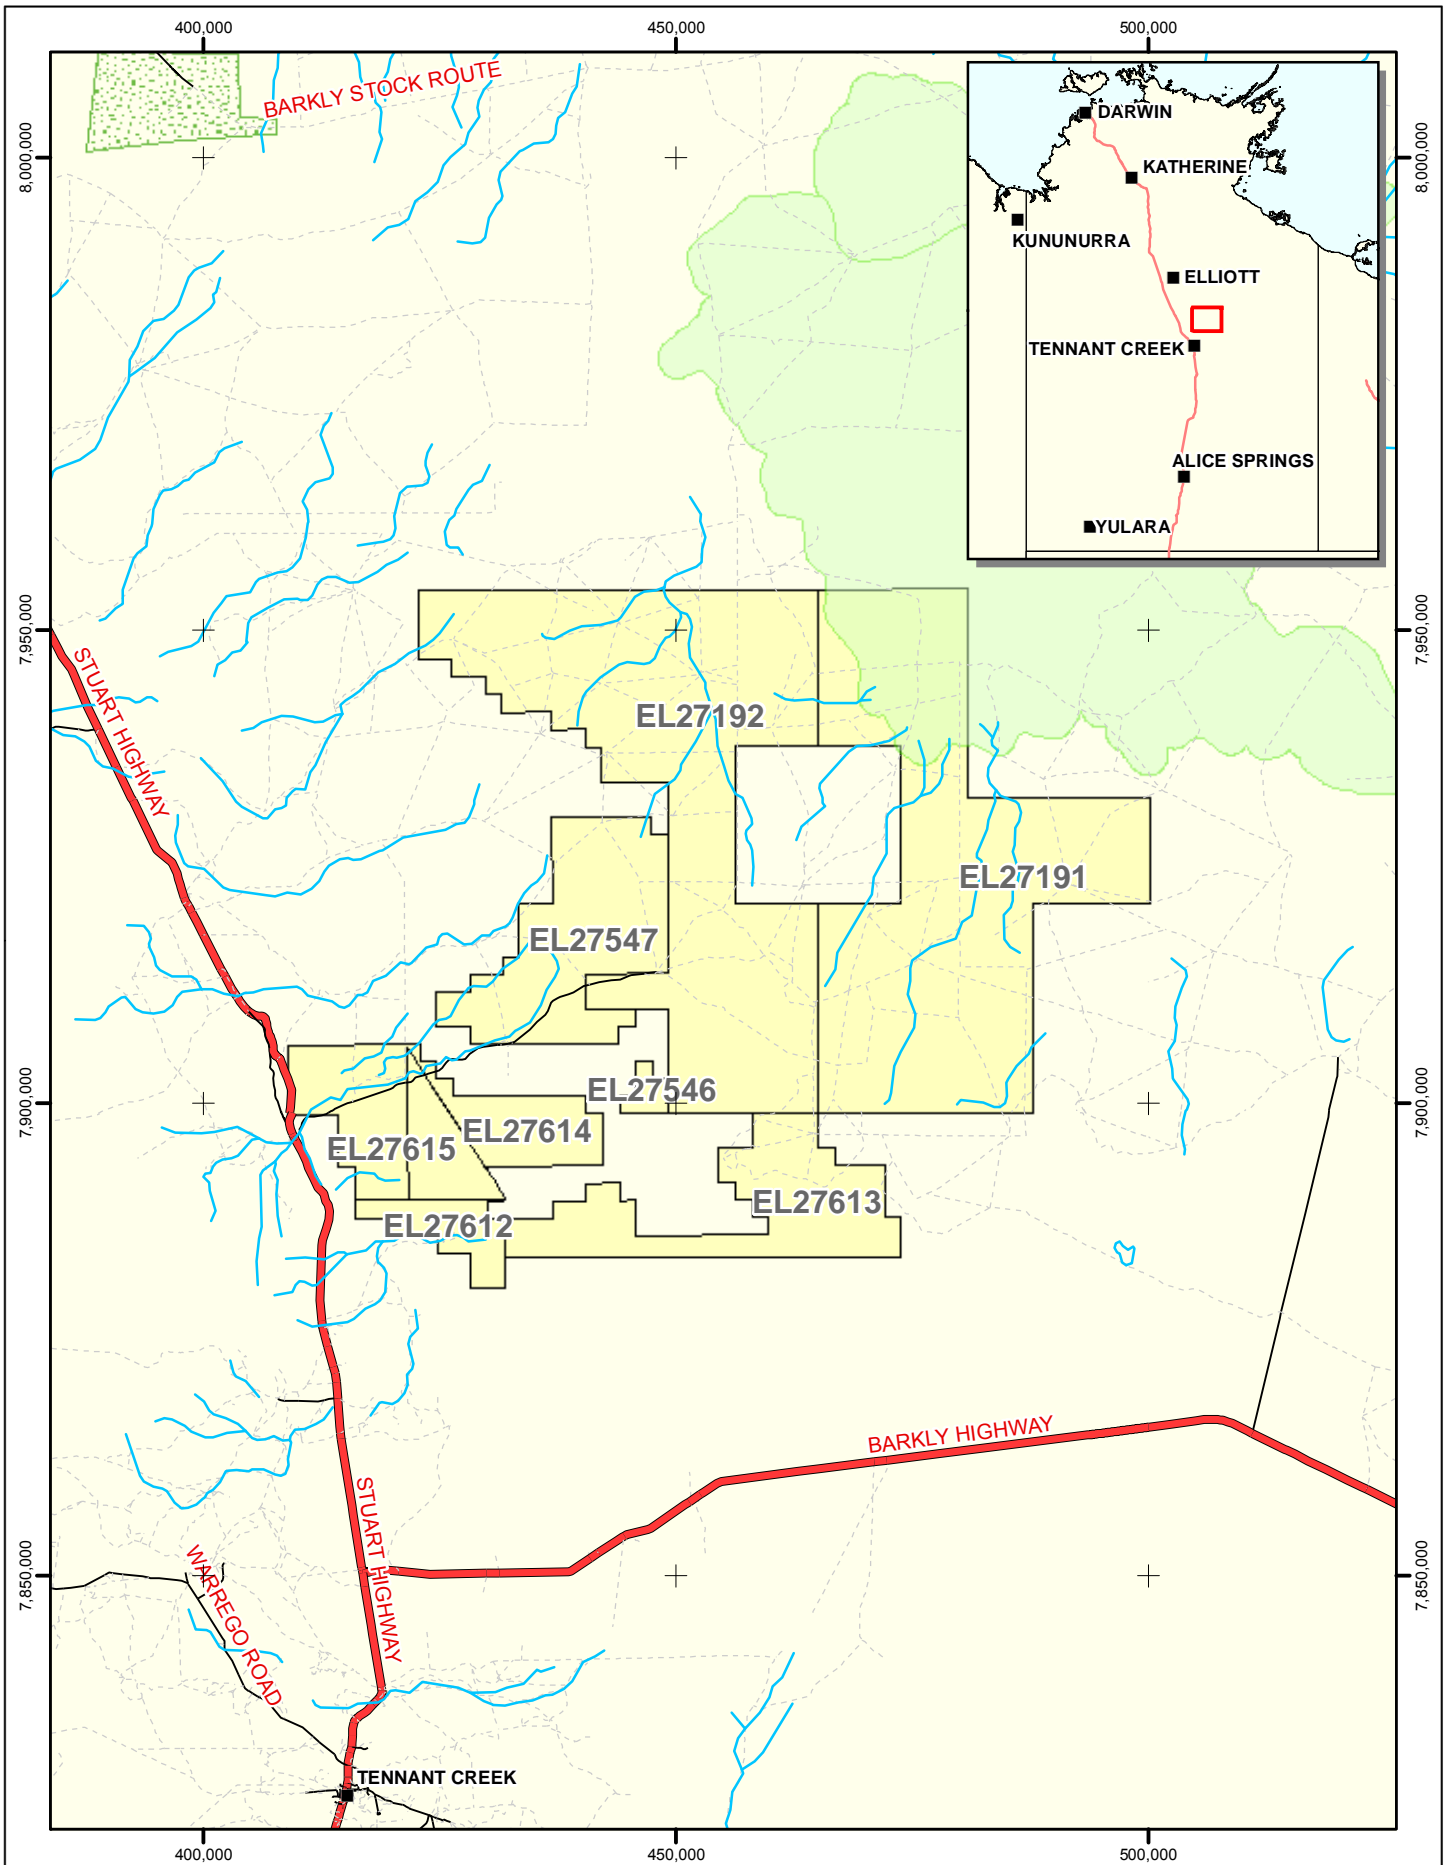 400,000
450,000
500,000
BARKLY STOCK ROUTE
8,000,000
8,000,000
DARWIN
KATHERINE
KUNUNURRA
ELLIOTT
TENNANT CREEK
ALICE SPRINGS
YULARA
7,950,000
7,950,000
STUART HIGHWAY
EL27192
EL27191
EL27547
EL27546
7,900,000
7,900,000
EL27614
EL27615
EL27613
EL27612
BARKLY HIGHWAY
STUART HIGHWAY
7,850,000
7,850,000
WARREGO ROAD
TENNANT CREEK
400,000
450,000
500,000